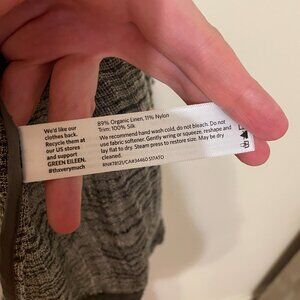 We'd like our
clothes back.
Recycle them at
our US stores
and support
GREEN EILEEN.
#thxverymuch
89% Organic Linen, 11% Nylon
Trim: 100% Silk
We recommend hand wash cold, do not bleach. Do not
use fabric softener. Gently wring or squeeze, reshape and
lay flat to dry. Steam press to restore size. May be dry
cleaned.